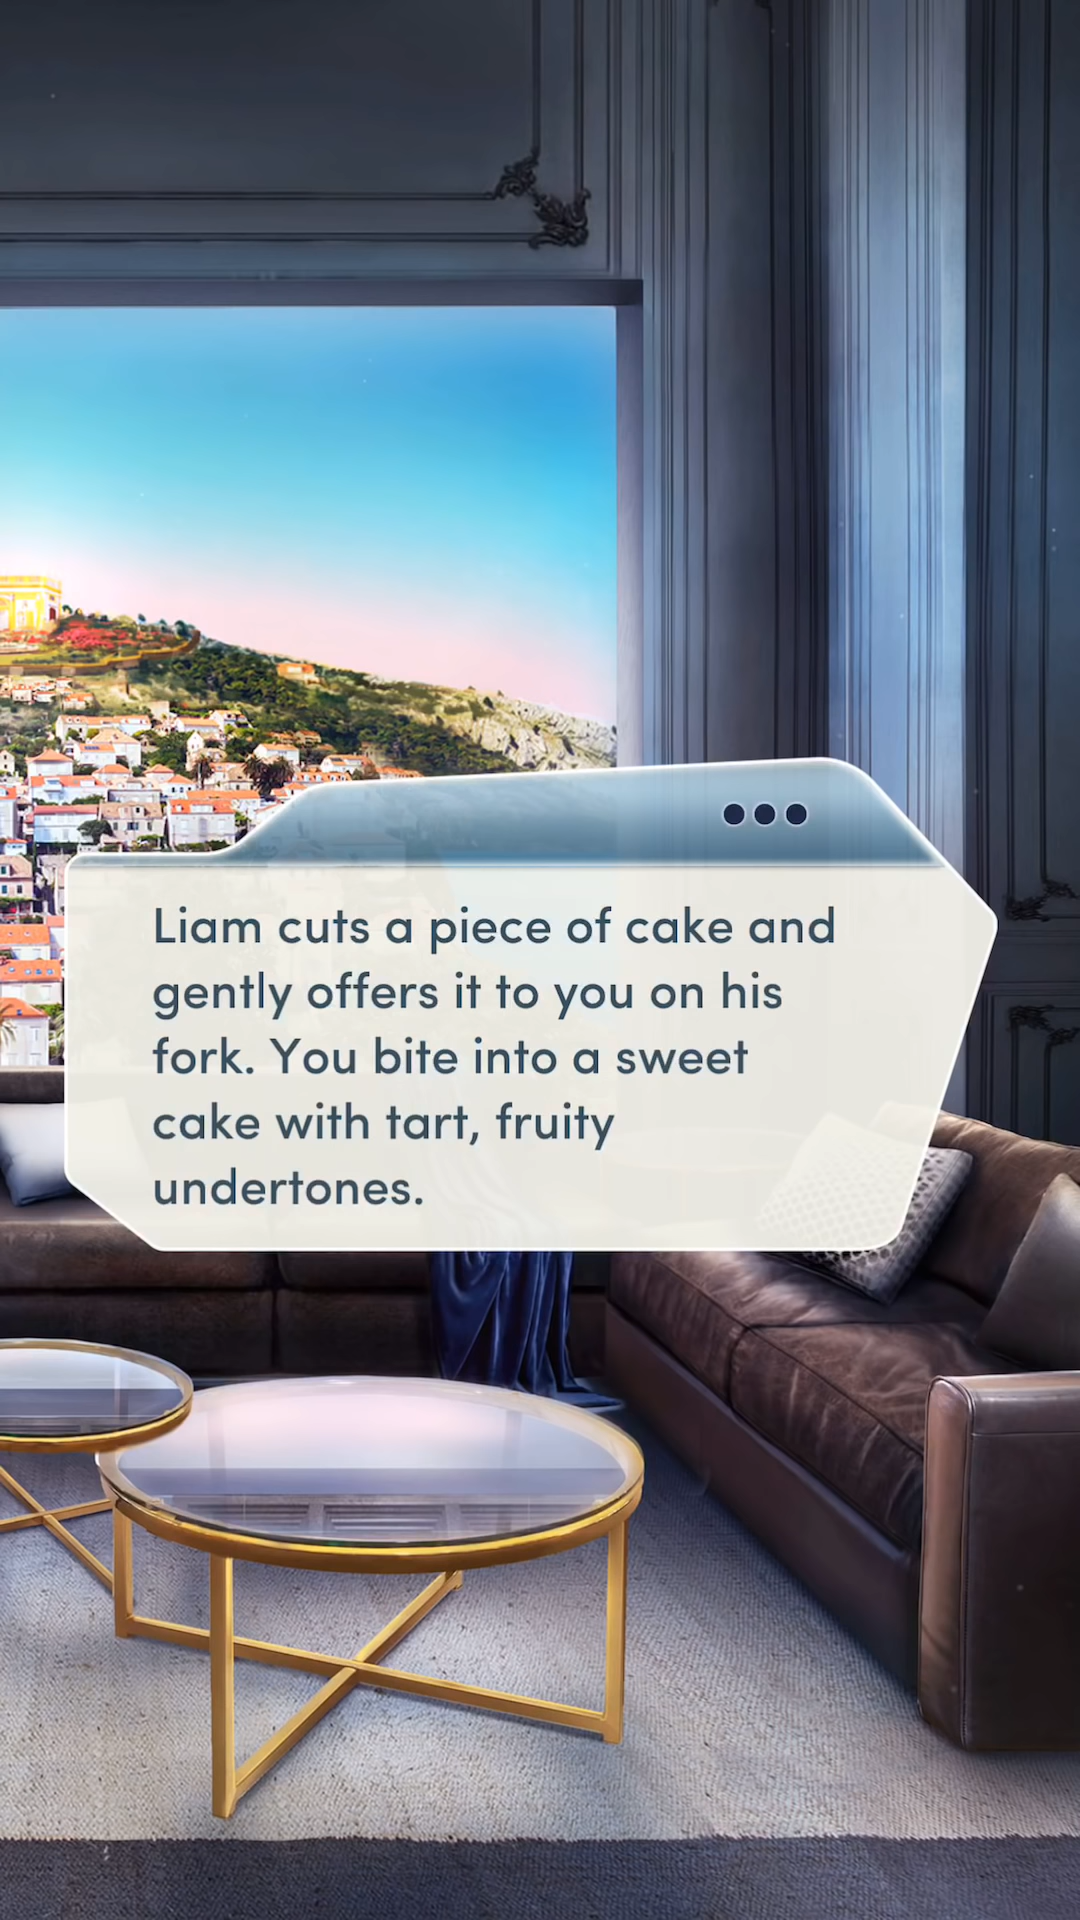 Liam cuts a piece of cake and
gently offers it to you on his
fork. You bite into a sweet
cake with tart, fruity
undertones.